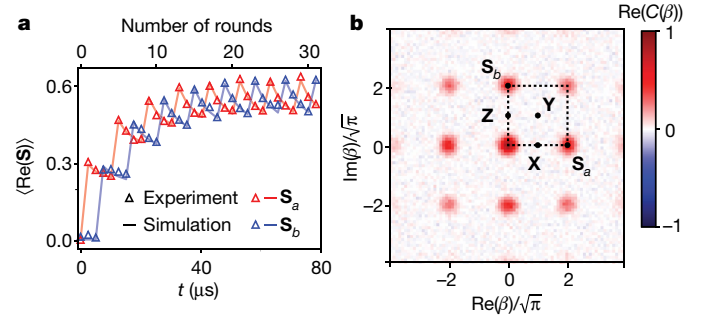 a
Number of rounds
0 10 20 30
⟨Re(S)⟩
0.6
0.3
0.0
Experiment
Simulation
S_a
S_b
0 40 80
t (μs)
b
Re(C(β))
1
0
−1
Im(β)/√π
2
0
−2
S_b
Z
Y
X
S_a
−2 0 2
Re(β)/√π